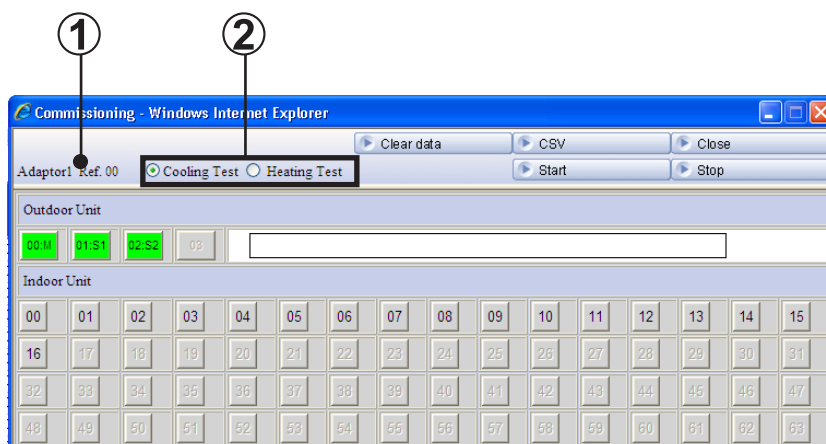 1 2
Commissioning - Windows Internet Explorer
Clear data CSV Close
Adaptor1 Ref. 00 Cooling Test Heating Test Start Stop
Outdoor Unit
00:M 01:S1 02:S2 03
Indoor Unit
00 01 02 03 04 05 06 07 08 09 10 11 12 13 14 15
16 17 18 19 20 21 22 23 24 25 26 27 28 29 30 31
32 33 34 35 36 37 38 39 40 41 42 43 44 45 46 47
48 49 50 51 52 53 54 55 56 57 58 59 60 61 62 63